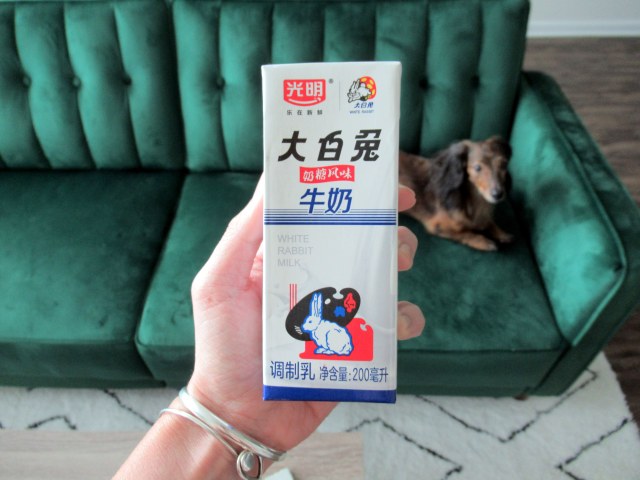 光明®
乐在新鲜
大白兔
WHITE RABBIT
大白兔
奶糖风味
牛奶
WHITE
RABBIT
MILK
调制乳 净含量:200毫升